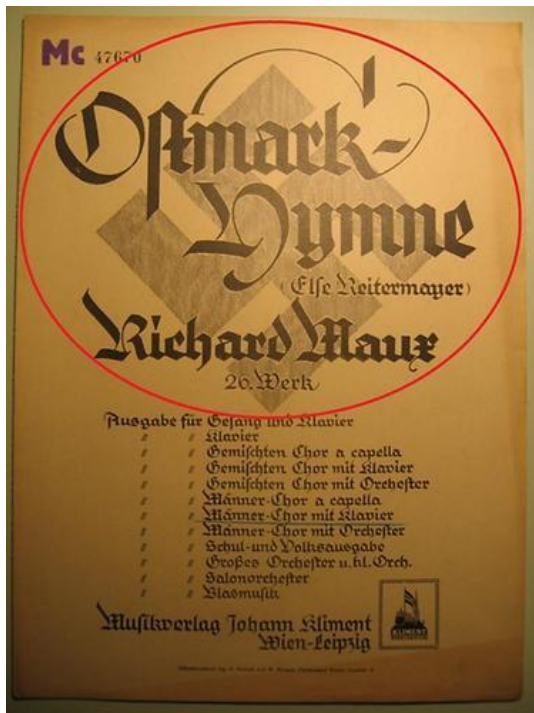 Mc 47670
Ostmark-
Hymne
(Else Reitermayer)
Richard Maux
26. Werk
Ausgabe für Gesang und Klavier
" " Klavier
" " Gemischten Chor a capella
" " Gemischten Chor mit Klavier
" " Gemischten Chor mit Orchester
" " Männer-Chor a capella
" " Männer-Chor mit Klavier
" " Männer-Chor mit Orchester
" " Schul- und Volksausgabe
" " Großes Orchester u. kl. Orch.
" " Salonorchester
" " Blasmusik
Musikverlag Johann Kliment
Wien-Leipzig
KLIMENT